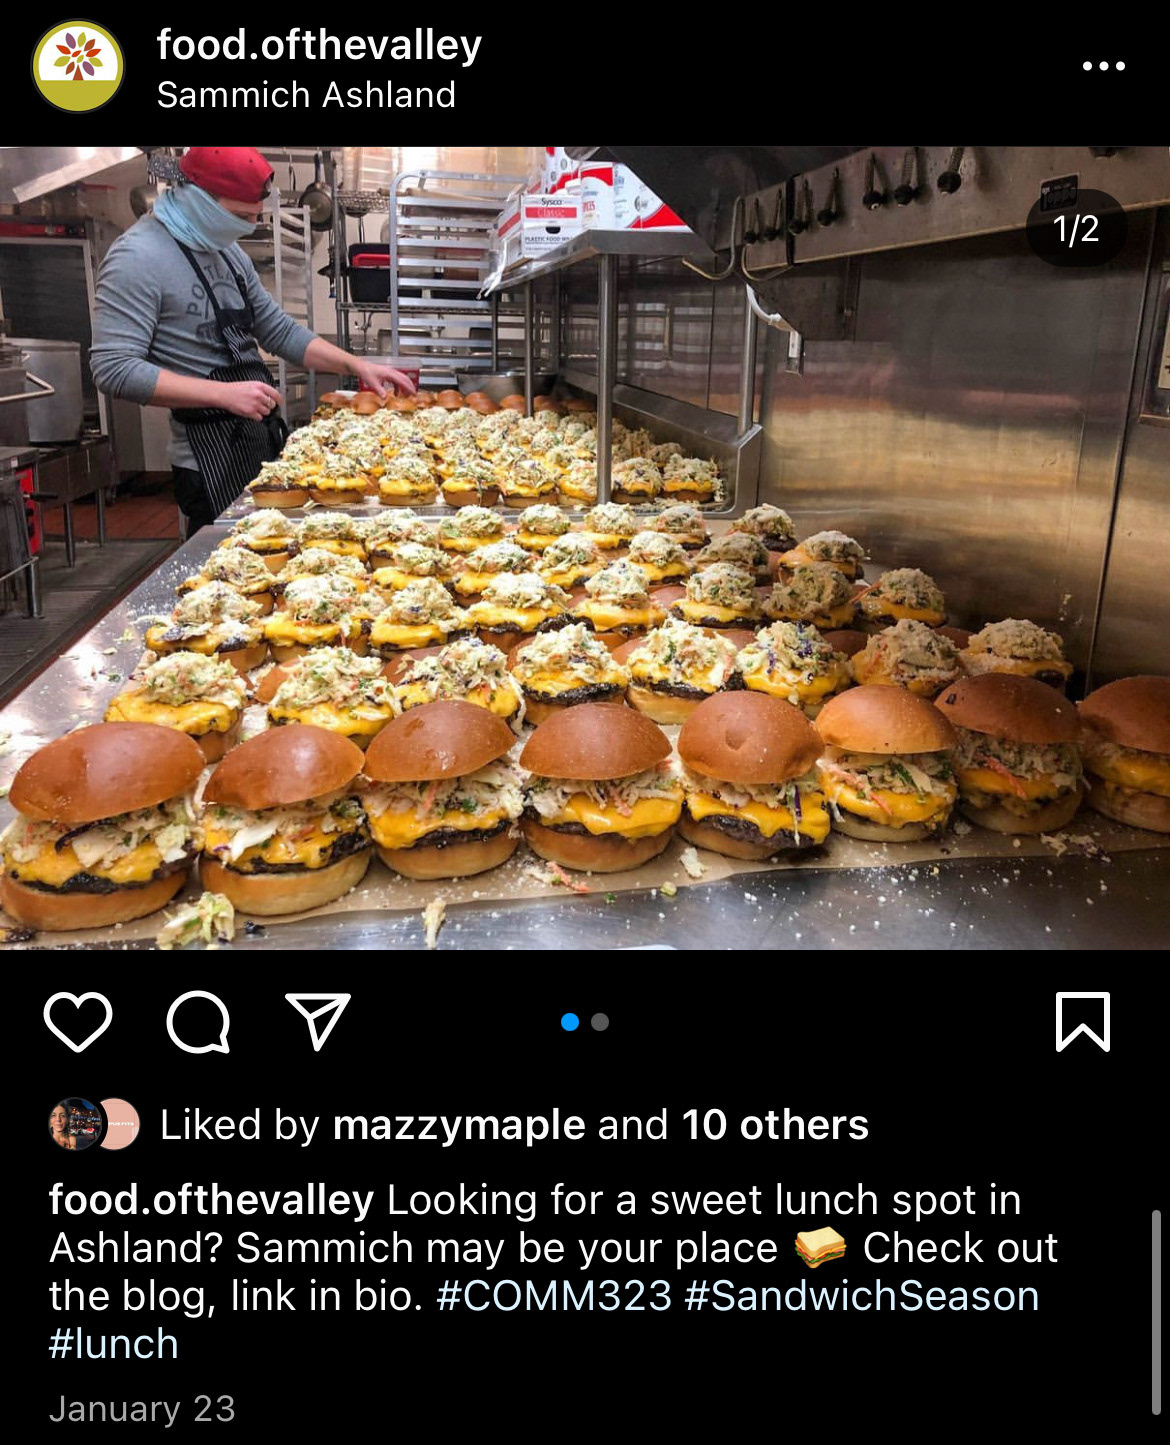 food.ofthevalley
Sammich Ashland
1/2
Sysco
Classic
Liked by mazzymaple and 10 others
food.ofthevalley Looking for a sweet lunch spot in
Ashland? Sammich may be your place 🥪 Check out
the blog, link in bio. #COMM323 #SandwichSeason
#lunch
January 23